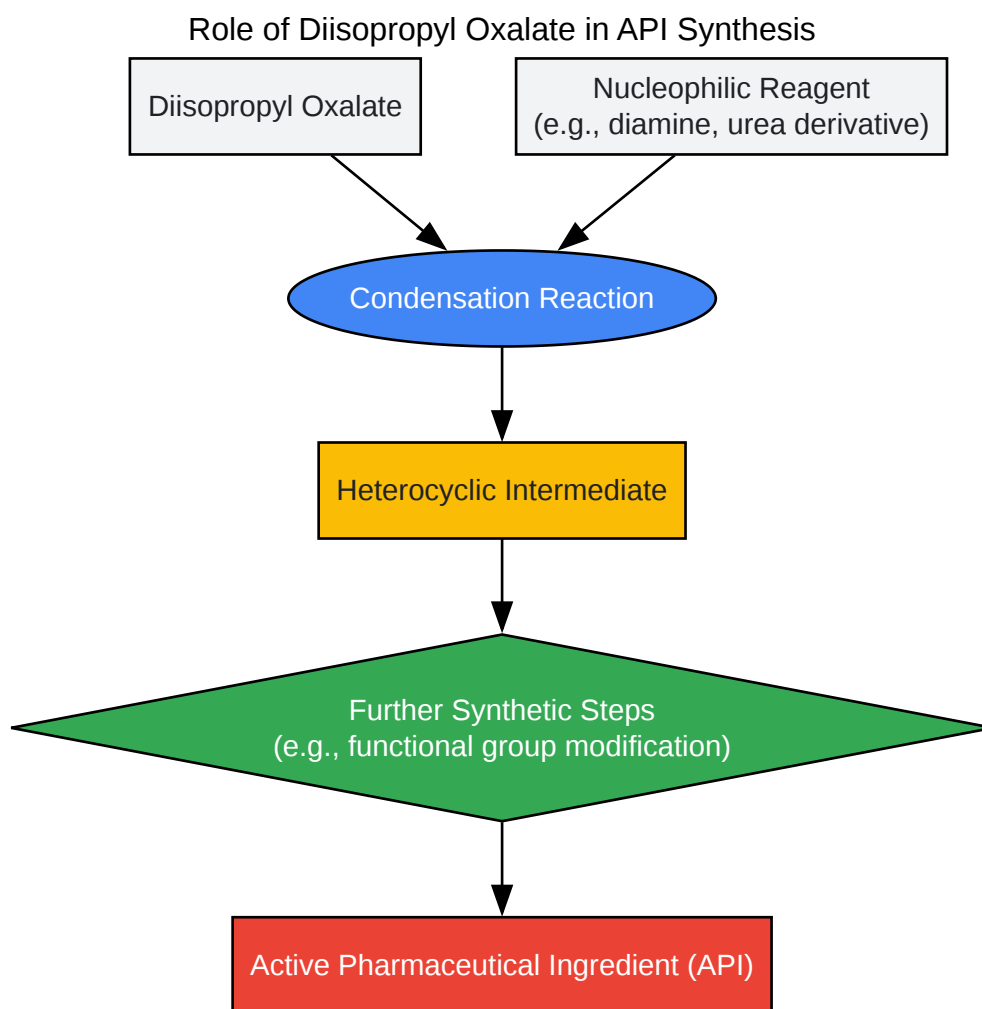 Role of Diisopropyl Oxalate in API Synthesis
Diisopropyl Oxalate
Nucleophilic Reagent
(e.g., diamine, urea derivative)
Condensation Reaction
Heterocyclic Intermediate
Further Synthetic Steps
(e.g., functional group modification)
Active Pharmaceutical Ingredient (API)